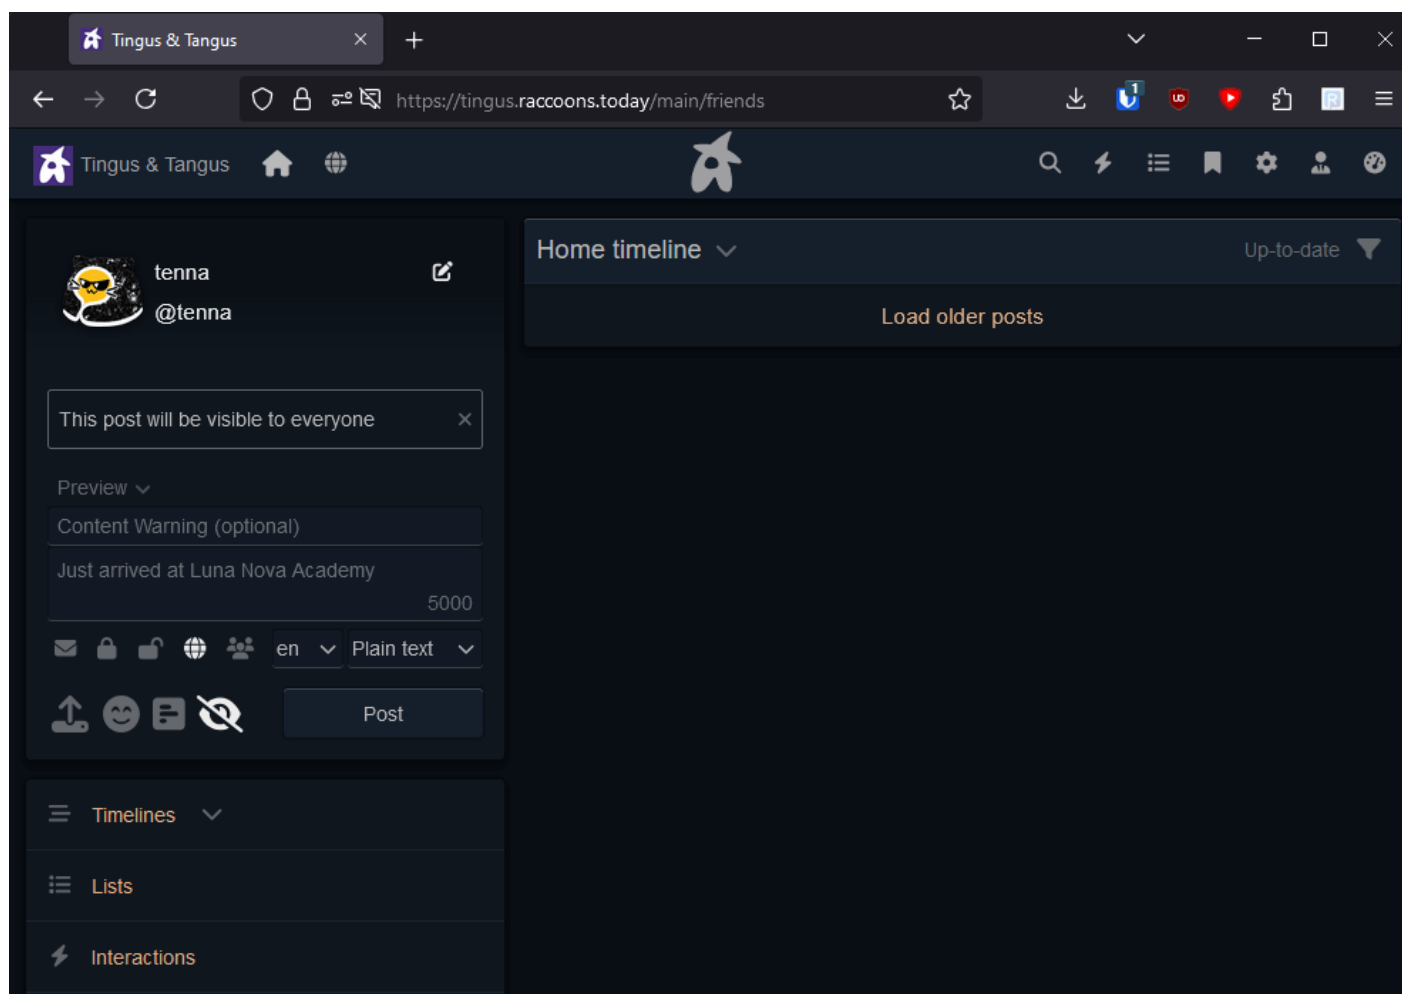 Tingus & Tangus
https://tingus.raccoons.today/main/friends
1
UO
R
Tingus & Tangus
tenna
@tenna
This post will be visible to everyone
Preview
Content Warning (optional)
Just arrived at Luna Nova Academy
5000
en
Plain text
Post
Timelines
Lists
Interactions
Home timeline
Up-to-date
Load older posts